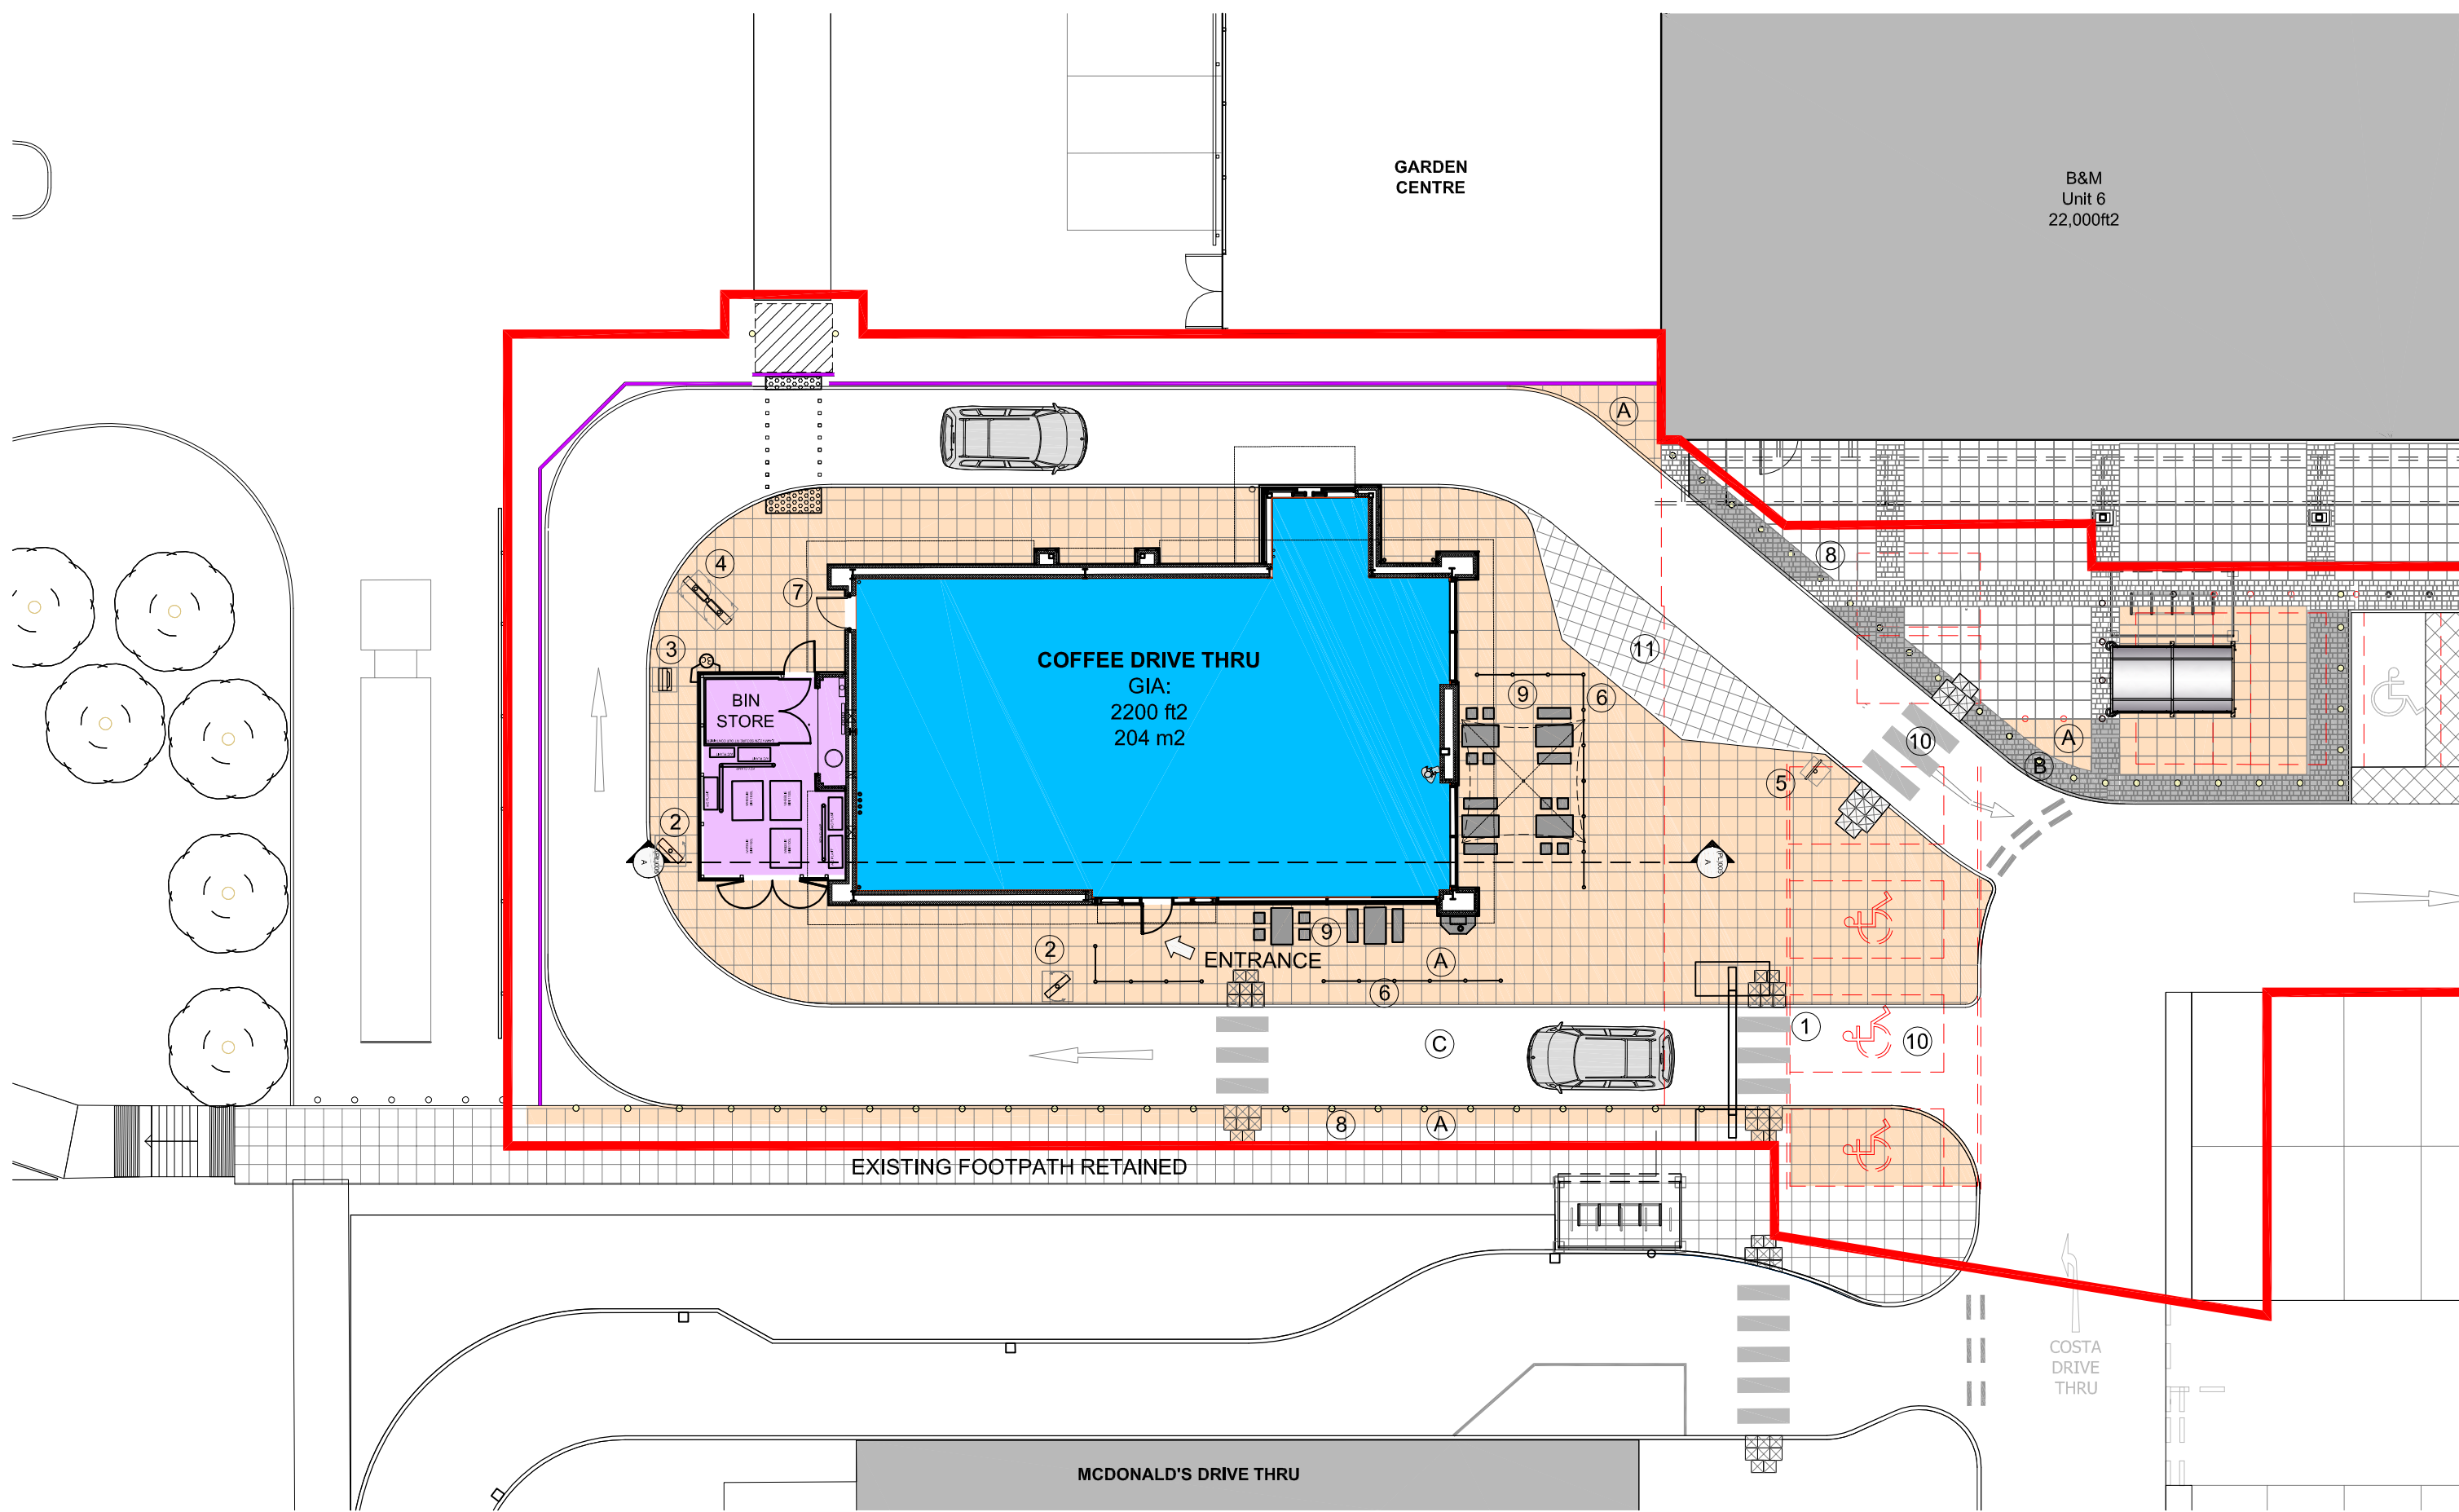 GARDEN
CENTRE
B&M
Unit 6
22,000ft2
A
8
4
7
3
11
COFFEE DRIVE THRU
GIA:
2200 ft2
204 m2
BIN
STORE
9
6
10
A
B
5
2
A
A
2
9
ENTRANCE
A
6
C
1
10
8
A
EXISTING FOOTPATH RETAINED
COSTA
DRIVE
THRU
MCDONALD'S DRIVE THRU